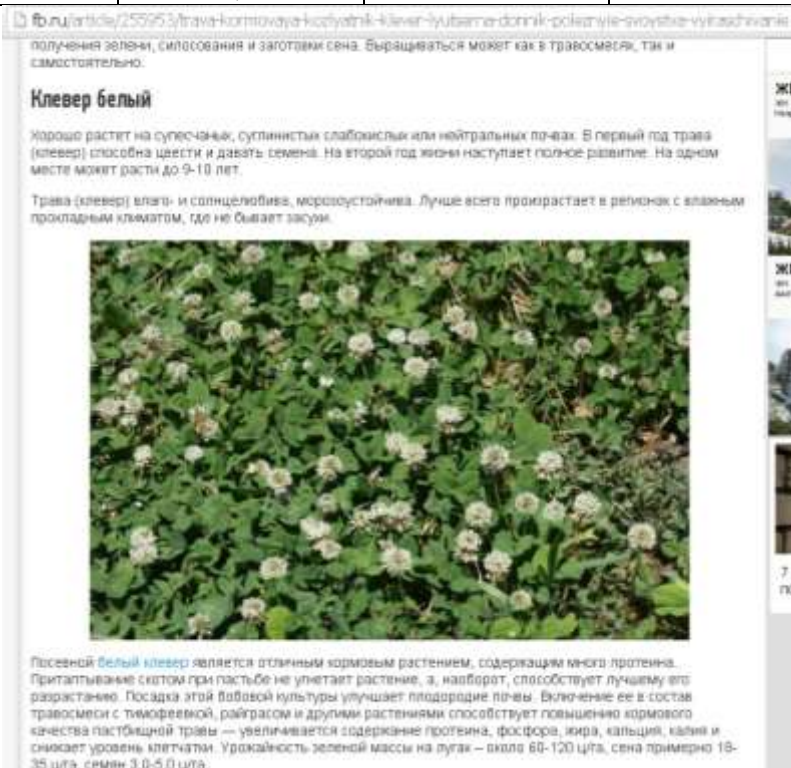 fb.ru/article/255953/trava-kormovaya-kozlyatnik-klever-lyutserna-donnik-poleznyie-svoystva-vyiraschivanie
получения зелени, силосования и заготовки сена. Выращиваться может как в травосмесях, так и
самостоятельно.
Клевер белый
Хорошо растет на супесчаных, суглинистых слабокислых или нейтральных почвах. В первый год трава
(клевер) способна цвести и давать семена. На второй год жизни наступает полное развитие. На одном
месте может расти до 9-10 лет.
Трава (клевер) влаго- и солнцелюбива, морозоустойчива. Лучше всего произрастает в регионах с влажным
прохладным климатом, где не бывает засухи.
Посевной белый клевер является отличным кормовым растением, содержащим много протеина.
Притаптывание скотом при пастьбе не угнетает растение, а, наоборот, способствует лучшему его
разрастанию. Посадка этой бобовой культуры улучшает плодородие почвы. Включение ее в состав
травосмеси с тимофеевкой, райграсом и другими растениями способствует повышению кормового
качества пастбищной травы — увеличивается содержание протеина, фосфора, жира, кальция, калия и
снижает уровень клетчатки. Урожайность зеленой массы на лугах – около 60-120 ц/га, сена примерно 18-
35 ц/га, семян 3,0-5,0 ц/га.